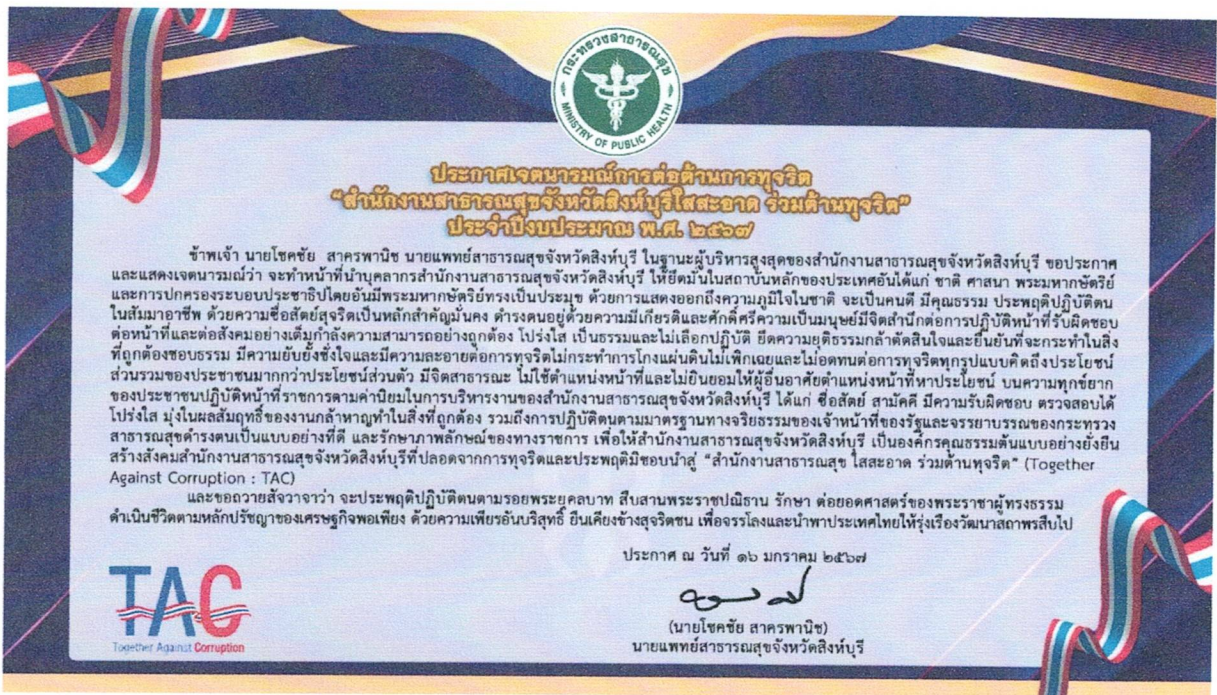 กระทรวงสาธารณสุข
MINISTRY OF PUBLIC HEALTH
ประกาศเจตนารมณ์การต่อต้านการทุจริต
“สำนักงานสาธารณสุขจังหวัดสิงห์บุรีใสสะอาด ร่วมต้านทุจริต”
ประจำปีงบประมาณ พ.ศ. ๒๕๖๗
ข้าพเจ้า นายโชคชัย สาครพานิช นายแพทย์สาธารณสุขจังหวัดสิงห์บุรี ในฐานะผู้บริหารสูงสุดของสำนักงานสาธารณสุขจังหวัดสิงห์บุรี ขอประกาศ
และแสดงเจตนารมณ์ว่า จะทำหน้าที่นำบุคลากรสำนักงานสาธารณสุขจังหวัดสิงห์บุรี ให้ยึดมั่นในสถาบันหลักของประเทศอันได้แก่ ชาติ ศาสนา พระมหากษัตริย์
และการปกครองระบอบประชาธิปไตยอันมีพระมหากษัตริย์ทรงเป็นประมุข ด้วยการแสดงออกถึงความภูมิใจในชาติ จะเป็นคนดี มีคุณธรรม ประพฤติปฏิบัติตน
ในสัมมาอาชีพ ด้วยความซื่อสัตย์สุจริตเป็นหลักสำคัญมั่นคง ดำรงตนอยู่ด้วยความมีเกียรติและศักดิ์ศรีความเป็นมนุษย์มีจิตสำนึกต่อการปฏิบัติหน้าที่รับผิดชอบ
ต่อหน้าที่และต่อสังคมอย่างเต็มกำลังความสามารถอย่างถูกต้อง โปร่งใส เป็นธรรมและไม่เลือกปฏิบัติ ยึดความยุติธรรมกล้าตัดสินใจและยืนยันที่จะกระทำในสิ่ง
ที่ถูกต้องชอบธรรม มีความยับยั้งชั่งใจและมีความละอายต่อการทุจริตไม่กระทำการโกงแผ่นดินไม่เพิกเฉยและไม่อดทนต่อการทุจริตทุกรูปแบบคิดถึงประโยชน์
ส่วนรวมของประชาชนมากกว่าประโยชน์ส่วนตัว มีจิตสาธารณะ ไม่ใช้ตำแหน่งหน้าที่และไม่ยินยอมให้ผู้อื่นอาศัยตำแหน่งหน้าที่หาประโยชน์ บนความทุกข์ยาก
ของประชาชนปฏิบัติหน้าที่ราชการตามค่านิยมในการบริหารงานของสำนักงานสาธารณสุขจังหวัดสิงห์บุรี ได้แก่ ซื่อสัตย์ สามัคคี มีความรับผิดชอบ ตรวจสอบได้
โปร่งใส มุ่งในผลสัมฤทธิ์ของงานกล้าหาญทำในสิ่งที่ถูกต้อง รวมถึงการปฏิบัติตนตามมาตรฐานทางจริยธรรมของเจ้าหน้าที่ของรัฐและจรรยาบรรณของกระทรวง
สาธารณสุขดำรงตนเป็นแบบอย่างที่ดี และรักษาภาพลักษณ์ของทางราชการ เพื่อให้สำนักงานสาธารณสุขจังหวัดสิงห์บุรี เป็นองค์กรคุณธรรมต้นแบบอย่างยั่งยืน
สร้างสังคมสำนักงานสาธารณสุขจังหวัดสิงห์บุรีที่ปลอดจากการทุจริตและประพฤติมิชอบนำสู่ “สำนักงานสาธารณสุข ใสสะอาด ร่วมต้านทุจริต” (Together
Against Corruption : TAC)
และขอถวายสัจวาจาว่า จะประพฤติปฏิบัติตนตามรอยพระยุคลบาท สืบสานพระราชปณิธาน รักษา ต่อยอดศาสตร์ของพระราชาผู้ทรงธรรม
ดำเนินชีวิตตามหลักปรัชญาของเศรษฐกิจพอเพียง ด้วยความเพียรอันบริสุทธิ์ ยืนเคียงข้างสุจริตชน เพื่อจรรโลงและนำพาประเทศไทยให้รุ่งเรืองวัฒนาสถาพรสืบไป
ประกาศ ณ วันที่ ๑๖ มกราคม ๒๕๖๗
(นายโชคชัย สาครพานิช)
นายแพทย์สาธารณสุขจังหวัดสิงห์บุรี
TAC
Together Against Corruption